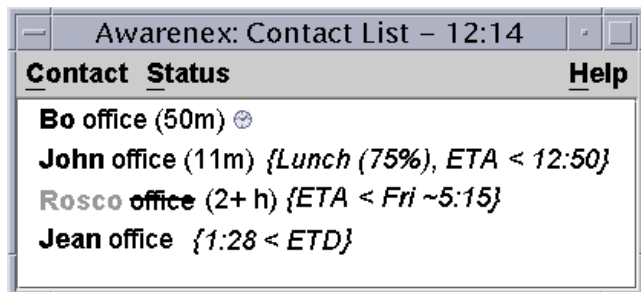 Awarenex: Contact List – 12:14
Contact Status Help
Bo office (50m)
John office (11m) {Lunch (75%), ETA < 12:50}
Rosco office (2+ h) {ETA < Fri ~5:15}
Jean office {1:28 < ETD}